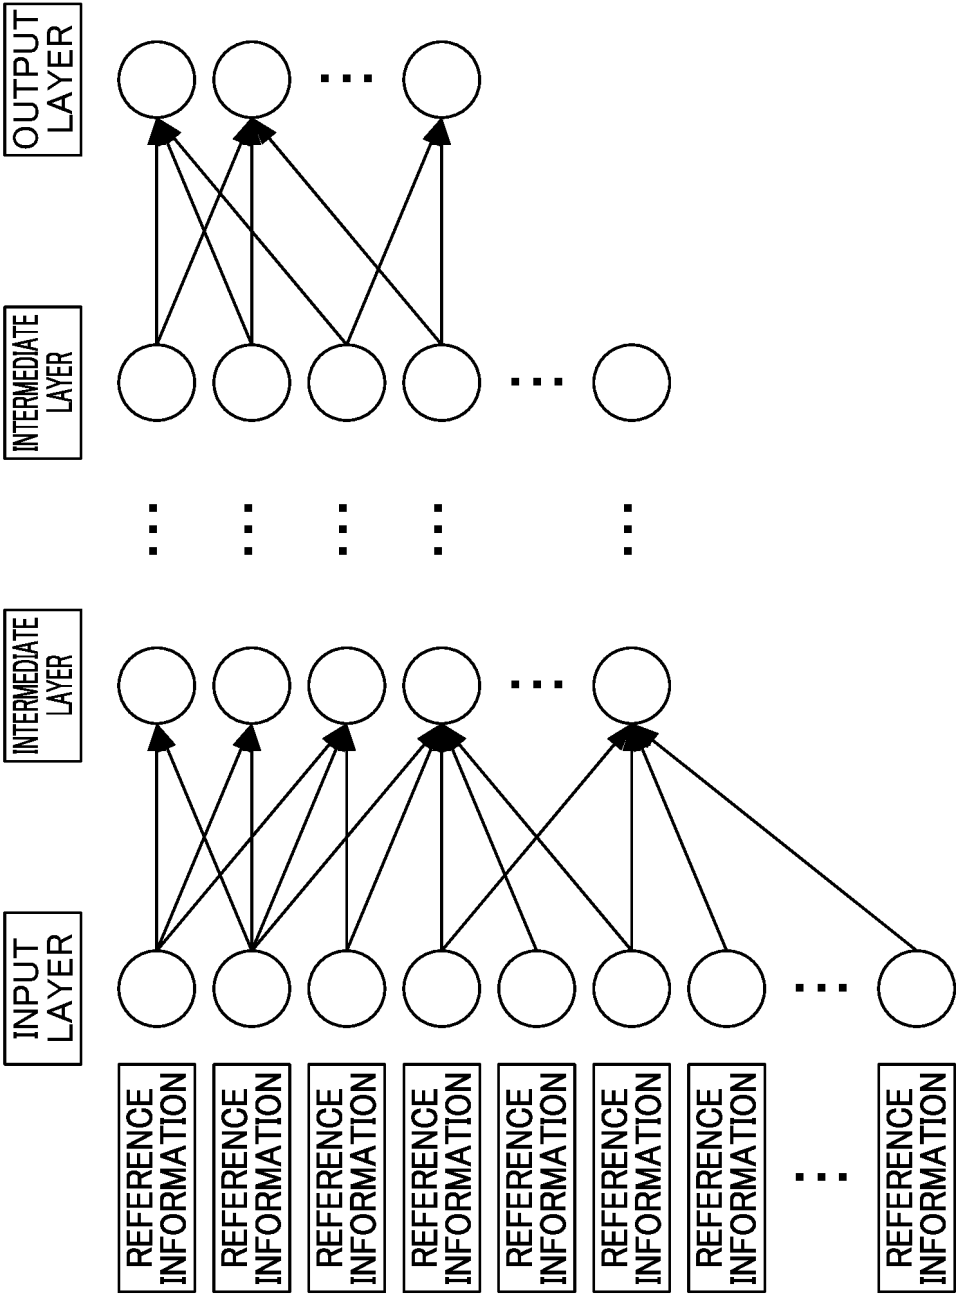 OUTPUT
LAYER
INTERMEDIATE
LAYER
INTERMEDIATE
LAYER
INPUT
LAYER
REFERENCE
INFORMATION
REFERENCE
INFORMATION
REFERENCE
INFORMATION
REFERENCE
INFORMATION
REFERENCE
INFORMATION
REFERENCE
INFORMATION
REFERENCE
INFORMATION
REFERENCE
INFORMATION